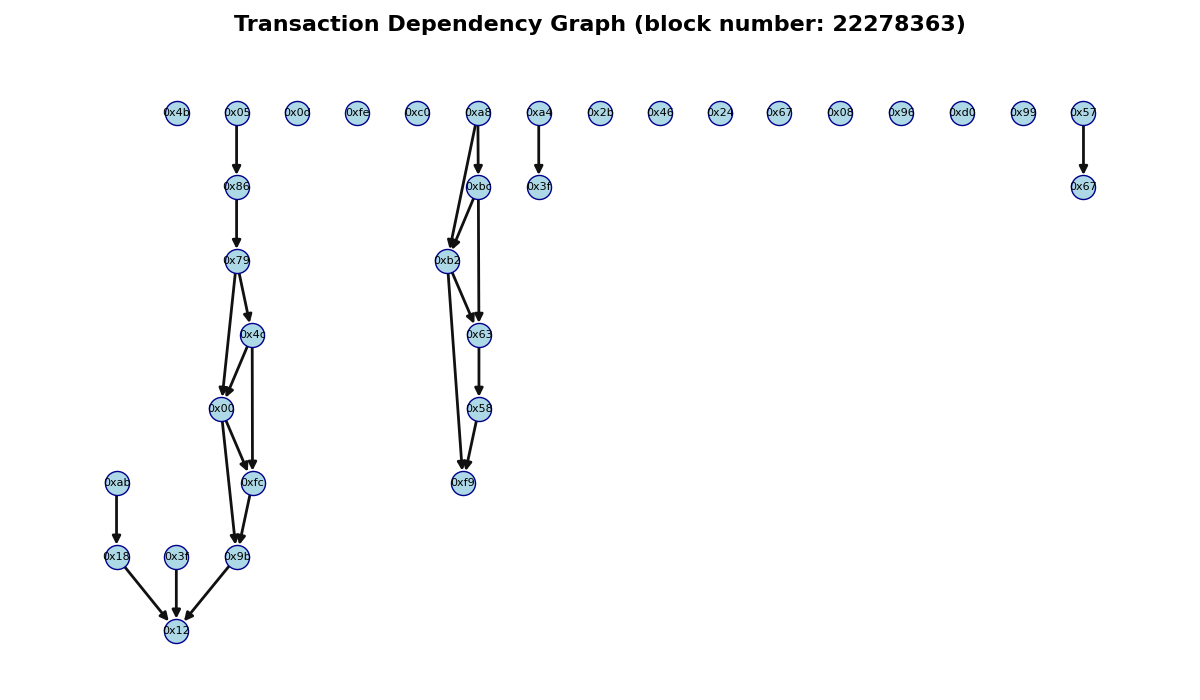 Transaction Dependency Graph (block number: 22278363)
0x4b 0x05 0x0d 0xfe 0xc0 0xa8 0xa4 0x2b 0x46 0x24 0x67 0x08 0x96 0xd0 0x99 0x57
0x86 0xbc 0x3f 0x67
0x79 0xb2
0x4c 0x63
0x00 0x58
0xab 0xfc 0xf9
0x18 0x3f 0x9b
0x12